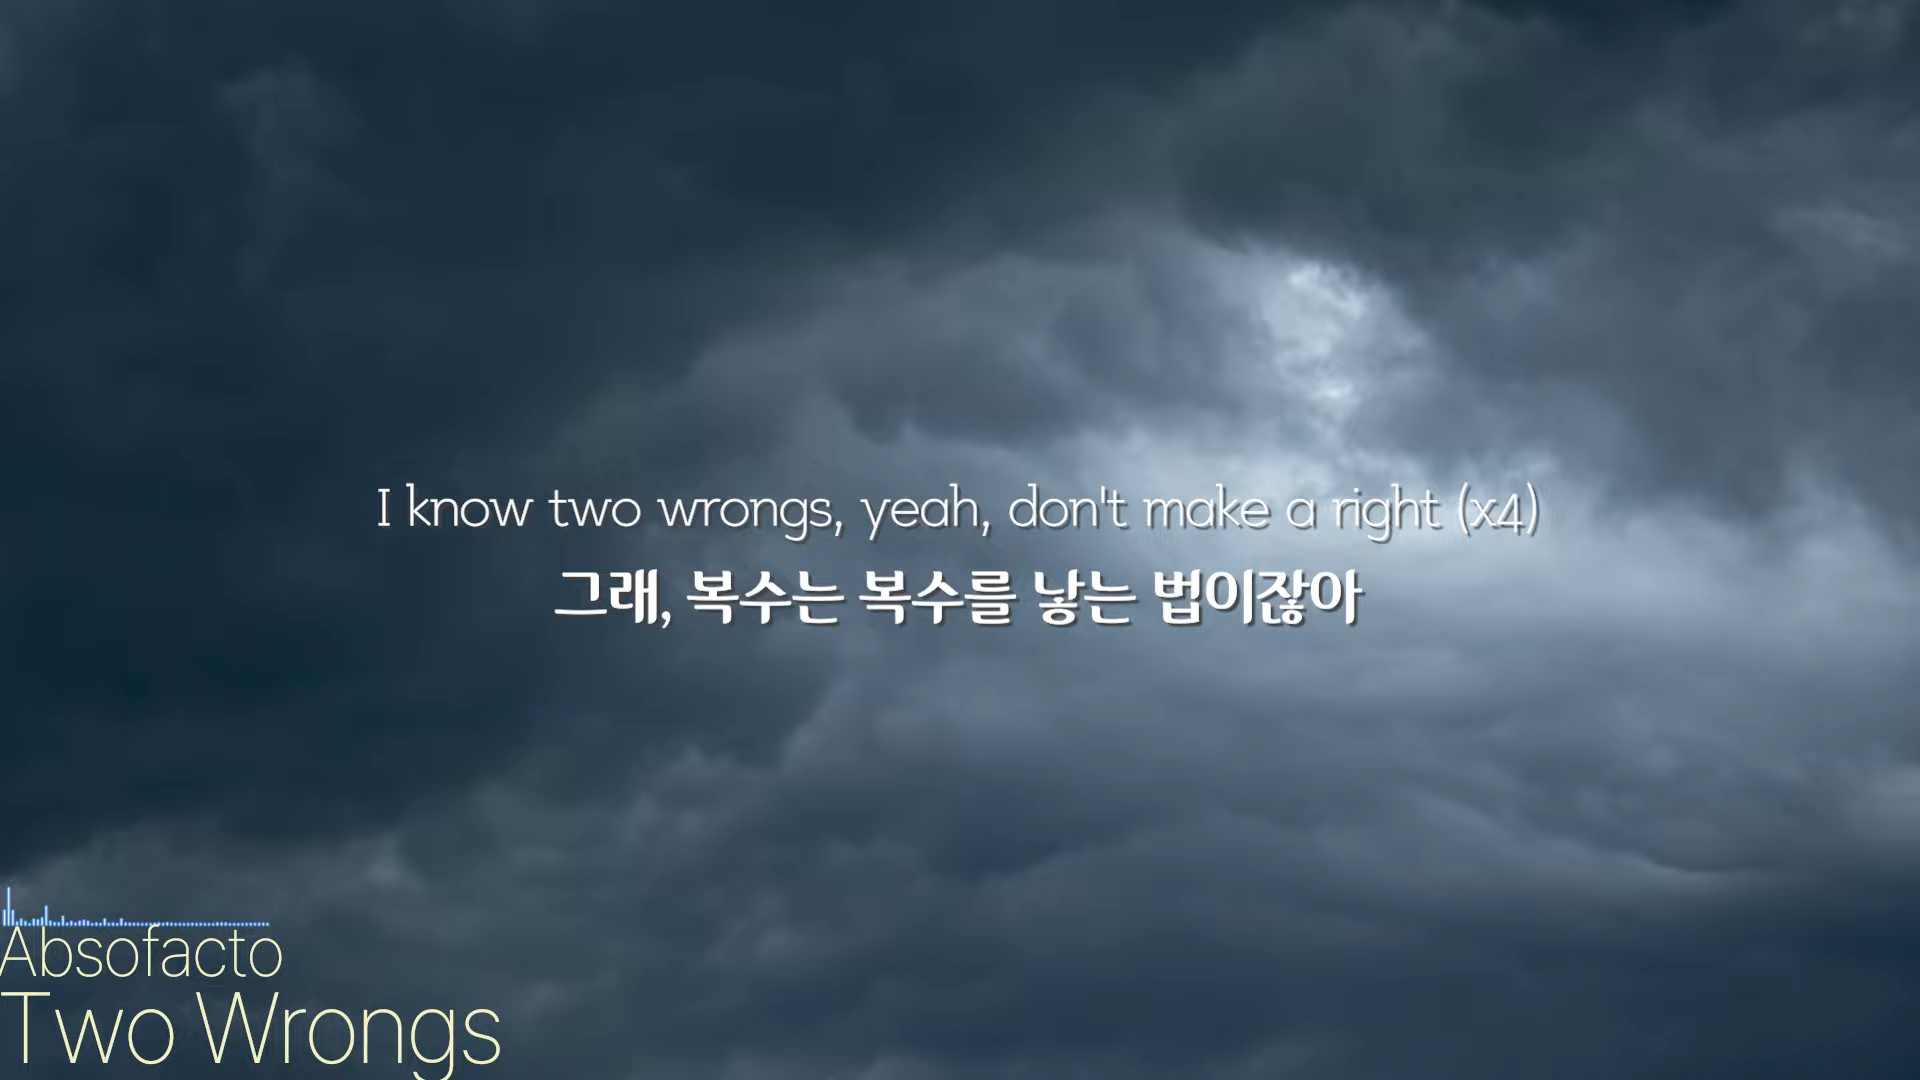 I know two wrongs, yeah, don't make a right (x4)
그래, 복수는 복수를 낳는 법이잖아
Absofacto
Two Wrongs